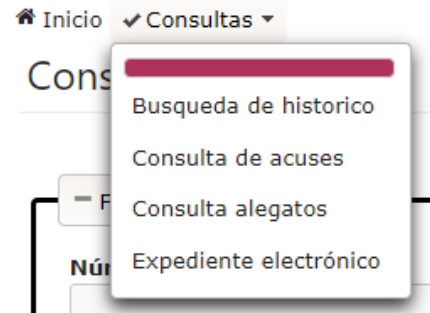 Inicio Consultas
Cons
Busqueda de historico
Consulta de acuses
F
Consulta alegatos
Núm
Expediente electrónico